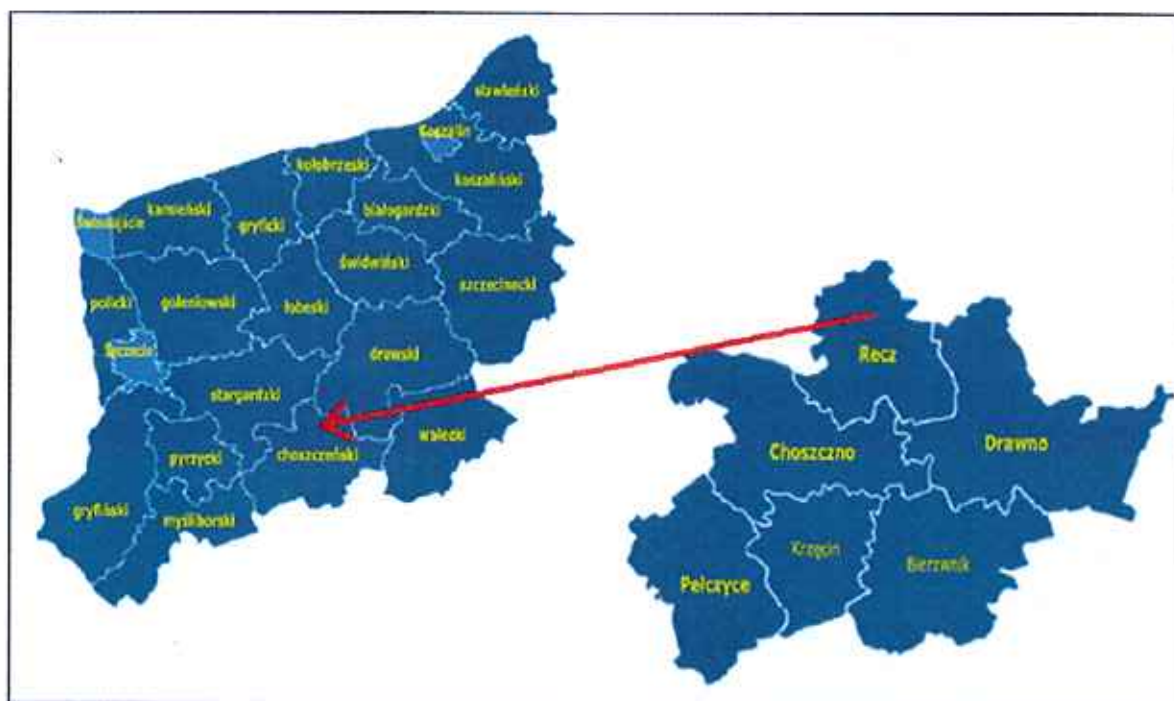 sławieński
Koszalin
kołobrzeski
koszaliński
kamieński
białogardzki
gryficki
świdwiński
policki
goleniowski
łobeski
szczecinecki
Szczecin
drawski
stargardzki
wałecki
choszczeński
pyrzycki
gryfiński
myśliborski
Recz
Choszczno
Drawno
Krzęcin
Bierzwnik
Pełczyce